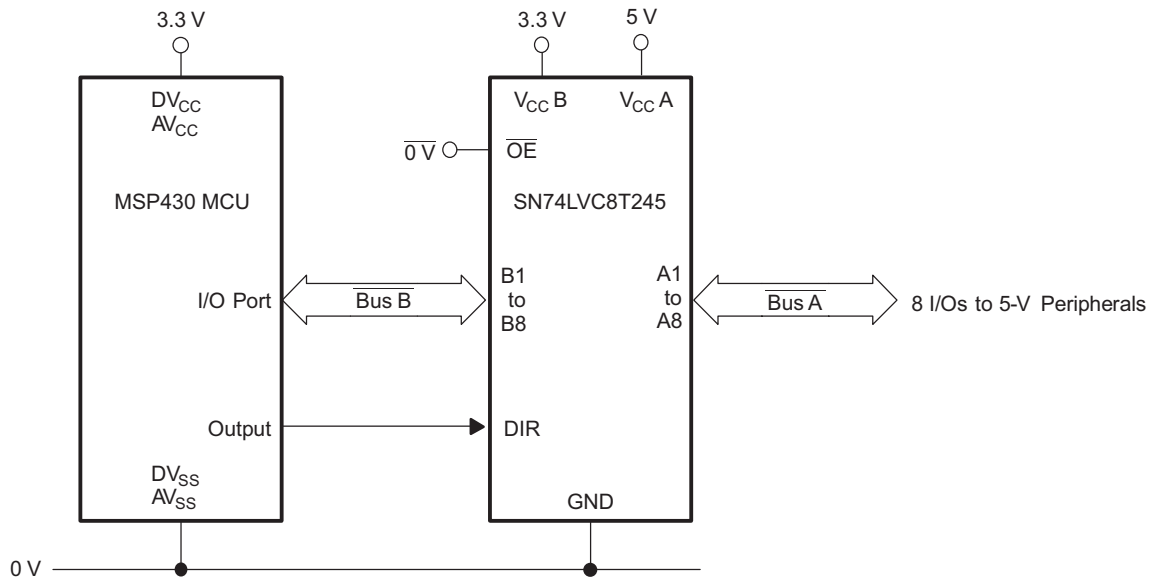 3.3 V
3.3 V
5 V
DVCC
AVCC
VCC B
VCC A
0 V
OE
MSP430 MCU
SN74LVC8T245
I/O Port
Bus B
B1
to
B8
A1
to
A8
Bus A
8 I/Os to 5-V Peripherals
Output
DIR
DVSS
AVSS
GND
0 V